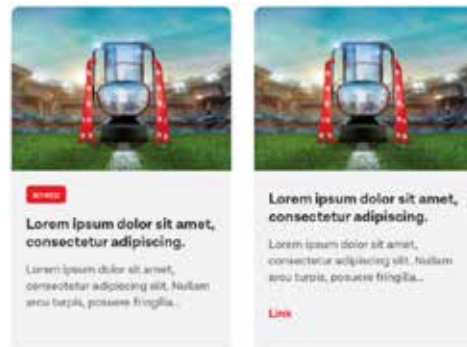 Lorem ipsum dolor sit amet,
consectetur adipiscing.
Lorem ipsum dolor sit amet,
consectetur adipiscing elit. Nullam
arcu turpis, posuere fringilla...
Lorem ipsum dolor sit amet,
consectetur adipiscing.
Lorem ipsum dolor sit amet,
consectetur adipiscing elit. Nullam
arcu turpis, posuere fringilla...
Link